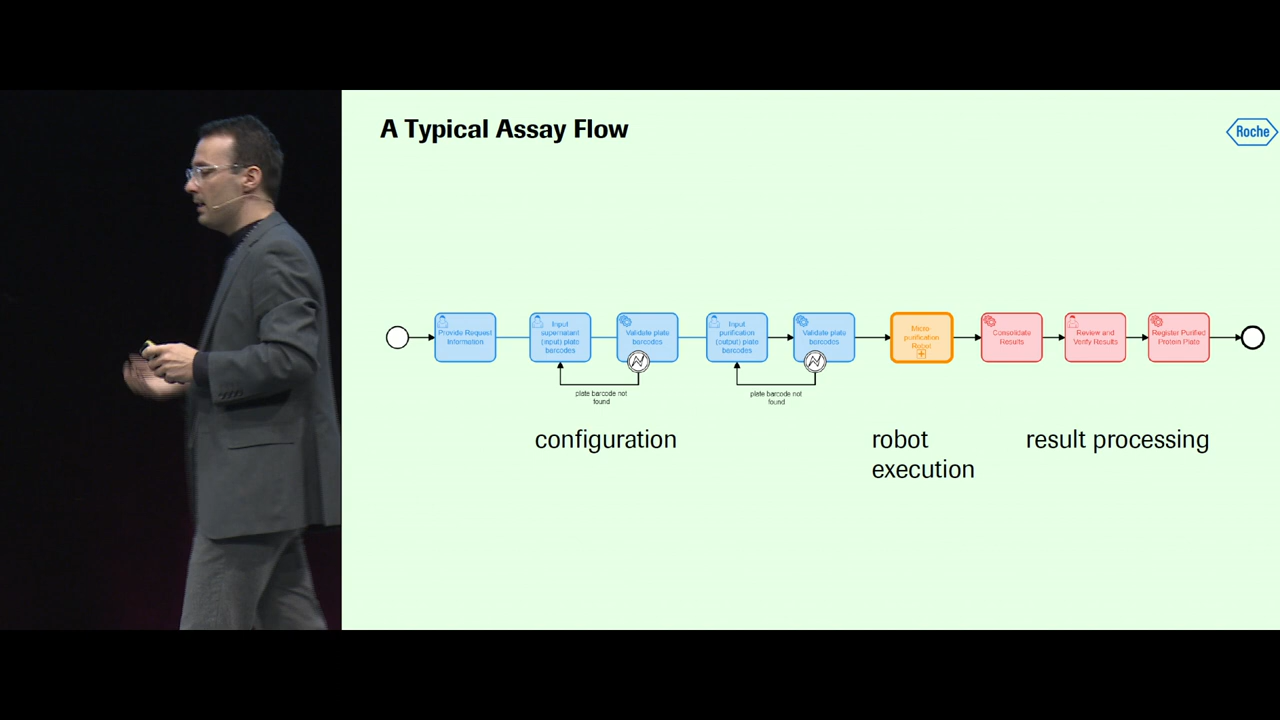 A Typical Assay Flow
Roche
Provide Request
Information
Input
supernatant
(input) plate
barcodes
Validate plate
barcodes
Input
purification
(output) plate
barcodes
Validate plate
barcodes
Micro
purification
Robot
Consolidate
Results
Review and
Verify Results
Register Purified
Protein Plate
plate barcode not
found
plate barcode not
found
configuration
robot
execution
result processing